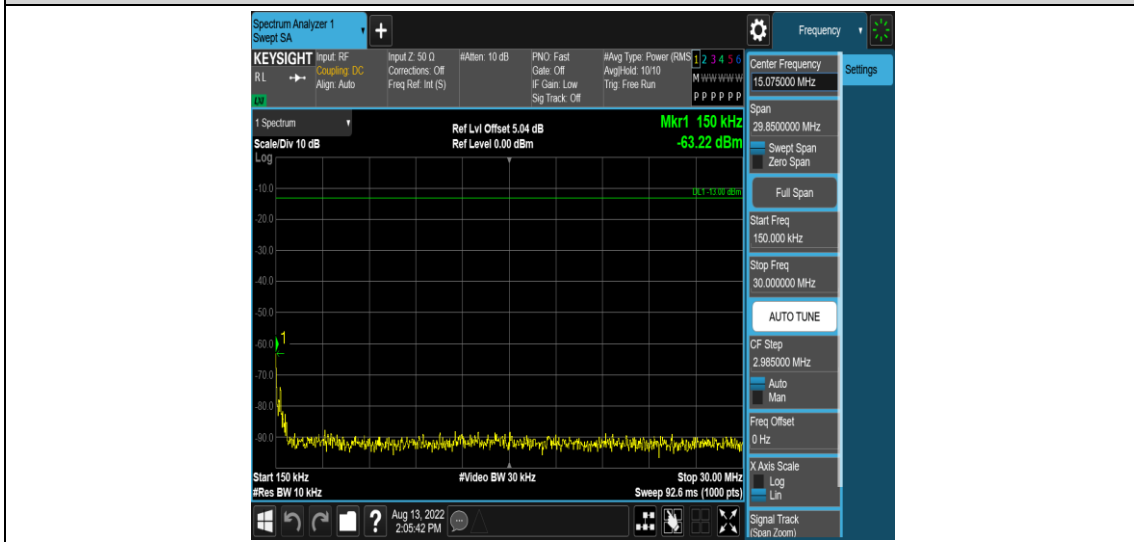 Spectrum Analyzer 1
Swept SA
+
Frequency
KEYSIGHT
RL
Input: RF
Coupling: DC
Align: Auto
Input Z: 50 Ω
Corrections: Off
Freq Ref: Int (S)
#Atten: 10 dB
PNO: Fast
Gate: Off
IF Gain: Low
Sig Track: Off
#Avg Type: Power (RMS
Avg|Hold: 10/10
Trig: Free Run
1 2 3 4 5 6
M W W W W W
P P P P P P
1 Spectrum
Scale/Div 10 dB
Log
Ref Lvl Offset 5.04 dB
Ref Level 0.00 dBm
Mkr1 150 kHz
-63.22 dBm
DL1 -13.00 dBm
-10.0
-20.0
-30.0
-40.0
-50.0
-60.0
-70.0
-80.0
-90.0
1
Start 150 kHz
#Res BW 10 kHz
#Video BW 30 kHz
Stop 30.00 MHz
Sweep 92.6 ms (1000 pts)
?
Aug 13, 2022
2:05:42 PM
Center Frequency
15.075000 MHz
Span
29.8500000 MHz
Swept Span
Zero Span
Full Span
Start Freq
150.000 kHz
Stop Freq
30.000000 MHz
AUTO TUNE
CF Step
2.985000 MHz
Auto
Man
Freq Offset
0 Hz
X Axis Scale
Log
Lin
Signal Track
(Span Zoom)
Settings